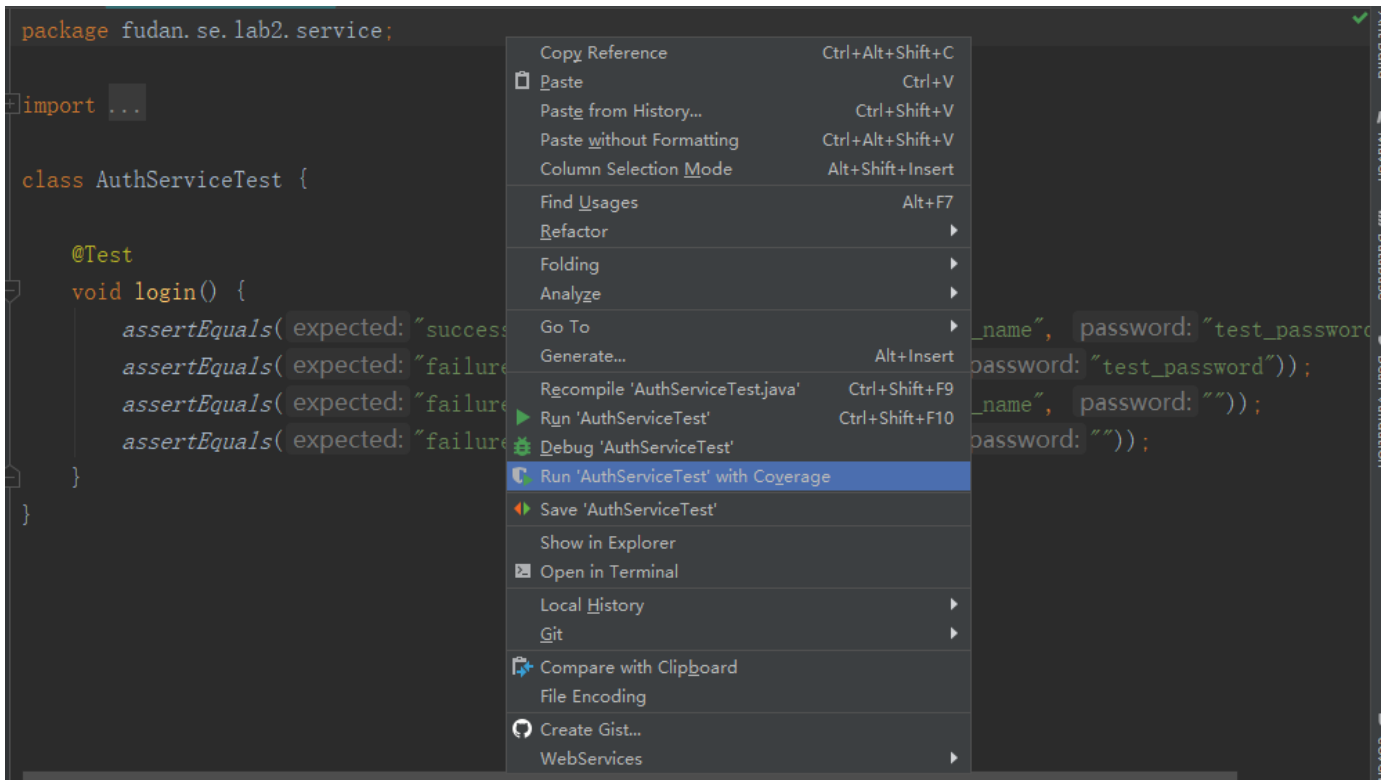 package fudan.se.lab2.service;
import ...
class AuthServiceTest {
@Test
void login() {
assertEquals( expected: "success _name", password: "test_password
assertEquals( expected: "failure password: "test_password"));
assertEquals( expected: "failure _name", password: ""));
assertEquals( expected: "failure password: ""));
}
}
Copy Reference Ctrl+Alt+Shift+C
Paste Ctrl+V
Paste from History... Ctrl+Shift+V
Paste without Formatting Ctrl+Alt+Shift+V
Column Selection Mode Alt+Shift+Insert
Find Usages Alt+F7
Refactor
Folding
Analyze
Go To
Generate... Alt+Insert
Recompile 'AuthServiceTest.java' Ctrl+Shift+F9
Run 'AuthServiceTest' Ctrl+Shift+F10
Debug 'AuthServiceTest'
Run 'AuthServiceTest' with Coverage
Save 'AuthServiceTest'
Show in Explorer
Open in Terminal
Local History
Git
Compare with Clipboard
File Encoding
Create Gist...
WebServices